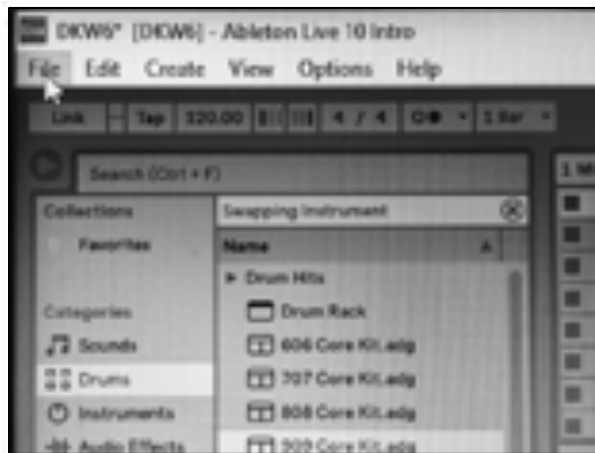 DKW6* [DKW6] - Ableton Live 10 Intro
File Edit Create View Options Help
Link Tap 120.00 4 / 4 1 Bar
Search (Ctrl + F)
Collections
Favorites
Categories
Sounds
Drums
Instruments
Audio Effects
Swapping Instrument
Name
Drum Hits
Drum Rack
606 Core Kit.adg
707 Core Kit.adg
808 Core Kit.adg
909 Core Kit.adg